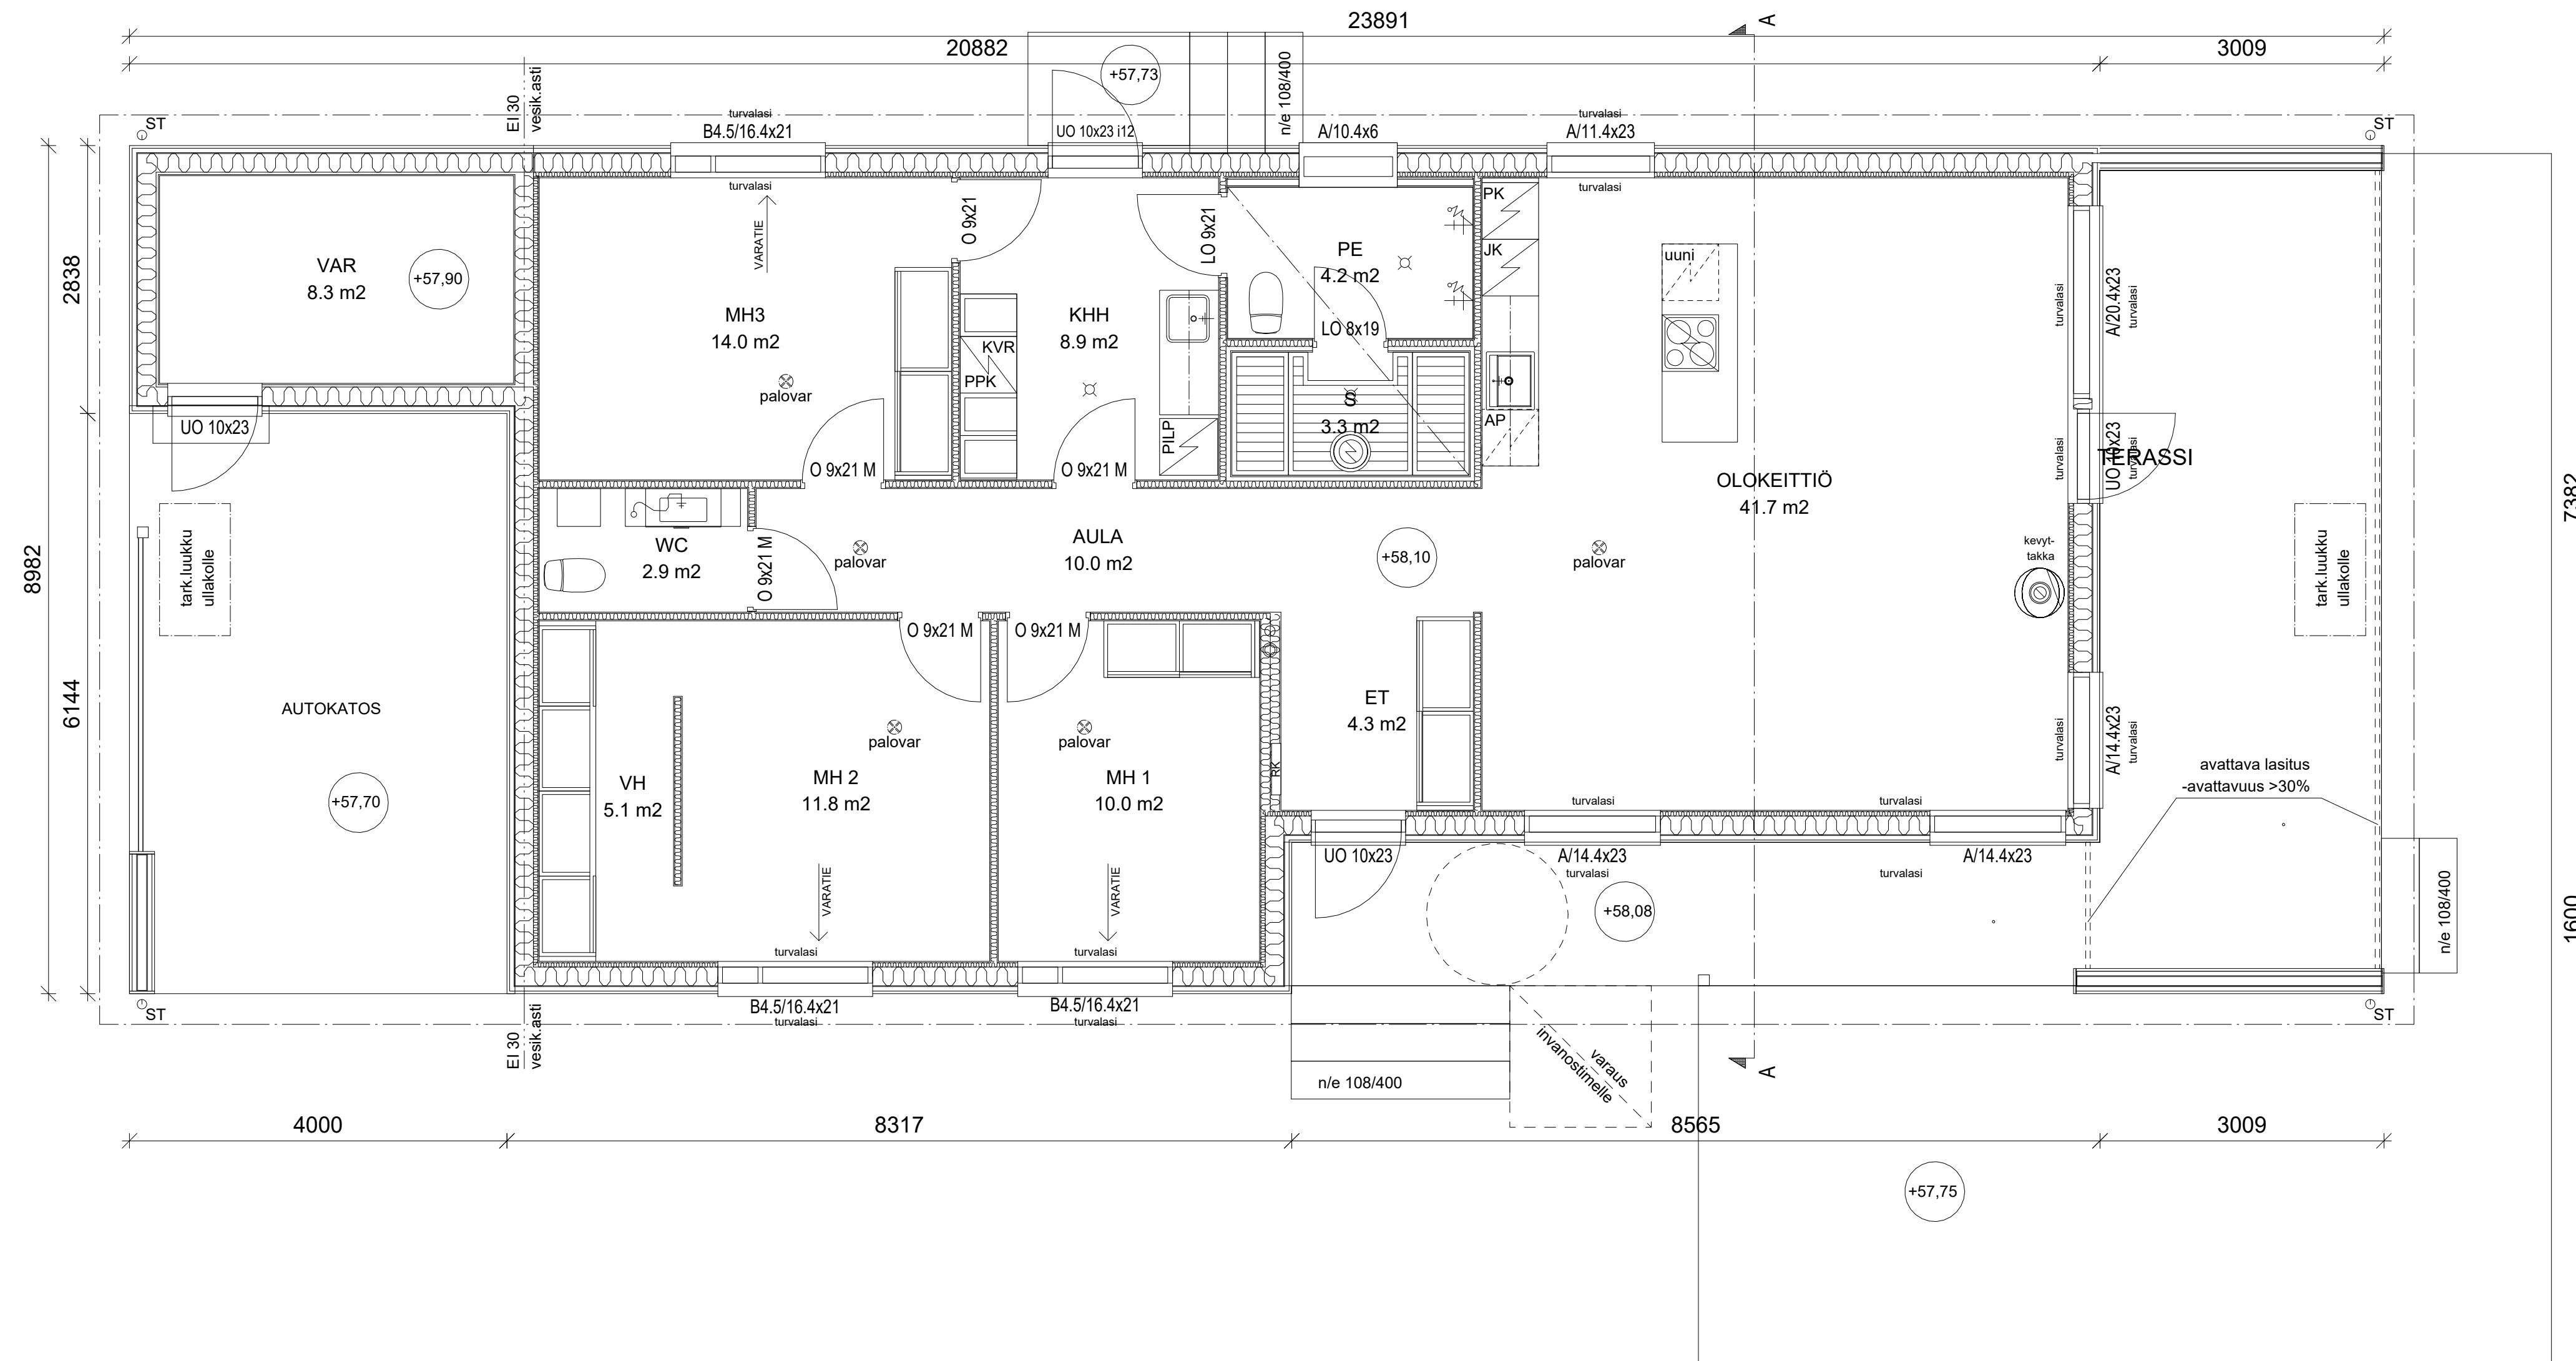 23891
A
20882
3009
+57,73
n/e 108/400
EI 30
vesik.asti
ST
turvalasi
B4.5/16.4x21
UO 10x23 i12
A/10.4x6
turvalasi
A/11.4x23
ST
turvalasi
turvalasi
VARATIE
O 9x21
LO 9x21
PK
JK
uuni
PE
4.2 m2
VAR
8.3 m2
+57,90
2838
MH3
14.0 m2
KHH
8.9 m2
LO 8x19
KVR
PPK
palovar
S
3.3 m2
AP
PILP
turvalasi
A/20.4x23
turvalasi
UO 10x23
O 9x21 M
O 9x21 M
turvalasi
UO 10x23
turvalasi
TERASSI
OLOKEITTIÖ
41.7 m2
7382
8982
tark.luukku
ullakolle
WC
2.9 m2
O 9x21 M
palovar
AULA
10.0 m2
+58,10
palovar
kevyt-
takka
tark.luukku
ullakolle
O 9x21 M
O 9x21 M
6144
AUTOKATOS
ET
4.3 m2
palovar
palovar
turvalasi
A/14.4x23
turvalasi
RK
VH
5.1 m2
MH 2
11.8 m2
MH 1
10.0 m2
+57,70
avattava lasitus
-avattavuus >30%
turvalasi
turvalasi
UO 10x23
A/14.4x23
turvalasi
A/14.4x23
turvalasi
VARATIE
VARATIE
+58,08
n/e 108/400
1600
turvalasi
turvalasi
B4.5/16.4x21
turvalasi
B4.5/16.4x21
turvalasi
ST
ST
EI 30
vesik.asti
varaus
invanostimelle
n/e 108/400
A
4000
8317
8565
3009
+57,75